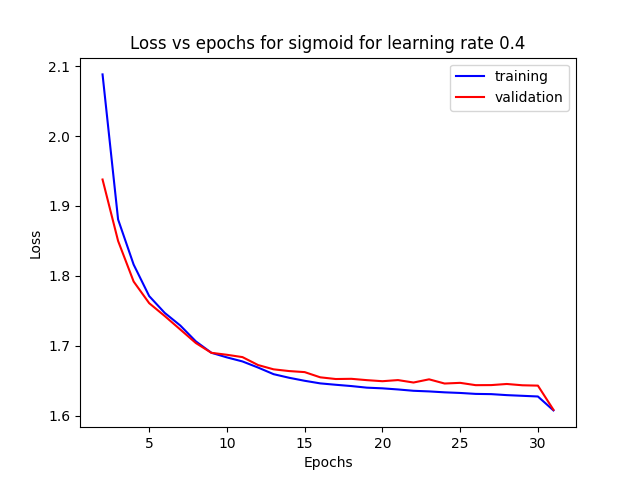 Loss vs epochs for sigmoid for learning rate 0.4
training
validation
2.1
2.0
1.9
1.8
1.7
1.6
Loss
5 10 15 20 25 30
Epochs